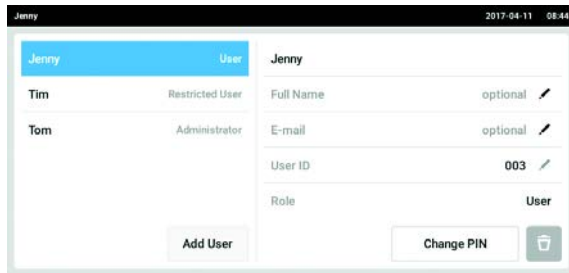 Jenny 2017-04-11 08:44
Jenny User
Tim Restricted User
Tom Administrator
Add User
Jenny
Full Name optional
E-mail optional
User ID 003
Role User
Change PIN